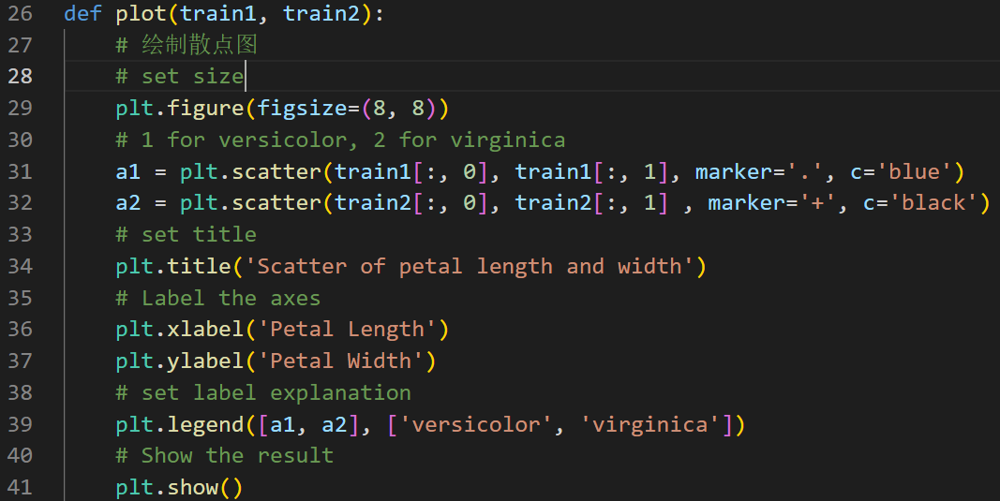 26 def plot(train1, train2):
27     # 绘制散点图
28     # set size
29     plt.figure(figsize=(8, 8))
30     # 1 for versicolor, 2 for virginica
31     a1 = plt.scatter(train1[:, 0], train1[:, 1], marker='.', c='blue')
32     a2 = plt.scatter(train2[:, 0], train2[:, 1] , marker='+', c='black')
33     # set title
34     plt.title('Scatter of petal length and width')
35     # Label the axes
36     plt.xlabel('Petal Length')
37     plt.ylabel('Petal Width')
38     # set label explanation
39     plt.legend([a1, a2], ['versicolor', 'virginica'])
40     # Show the result
41     plt.show()